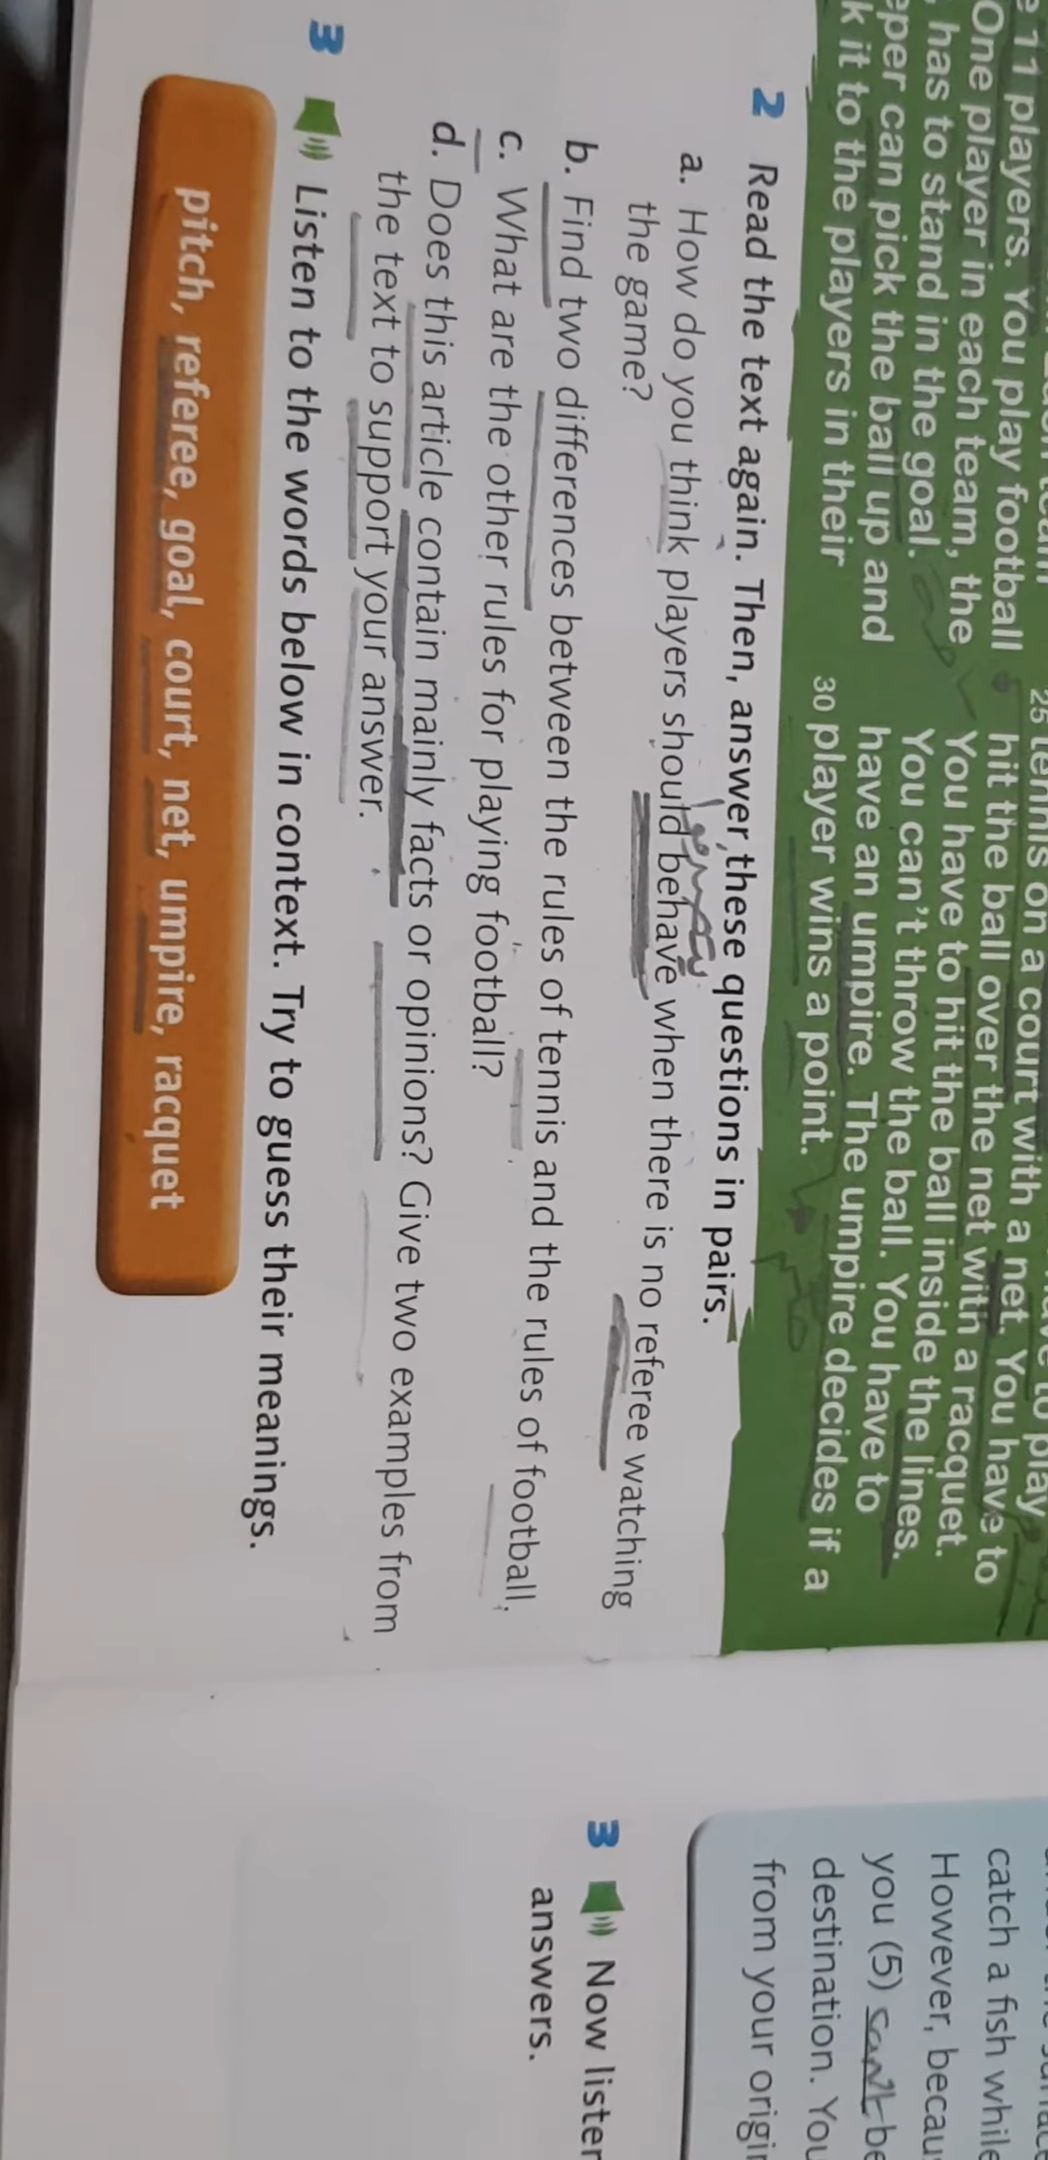 11 players. You play football
One player in each team, the
has to stand in the goal.
can pick the ball up and
it to the players in their
25 tennis on a court with a net. You have to
hit the ball over the net with a racquet.
You have to hit the ball inside the lines.
You can't throw the ball. You have to
have an umpire. The umpire decides if a
30 player wins a point.
2 Read the text again. Then, answer these questions in pairs.
a. How do you think players should behave when there is no referee watching
the game?
b. Find two differences between the rules of tennis and the rules of football.
c. What are the other rules for playing football?
d. Does this article contain mainly facts or opinions? Give two examples from
the text to support your answer.
3 Listen to the words below in context. Try to guess their meanings.
pitch, referee, goal, court, net, umpire, racquet
catch a fish while
However, becau
you (5) can't be
destination. You
from your origi
3 Now listen
answers.